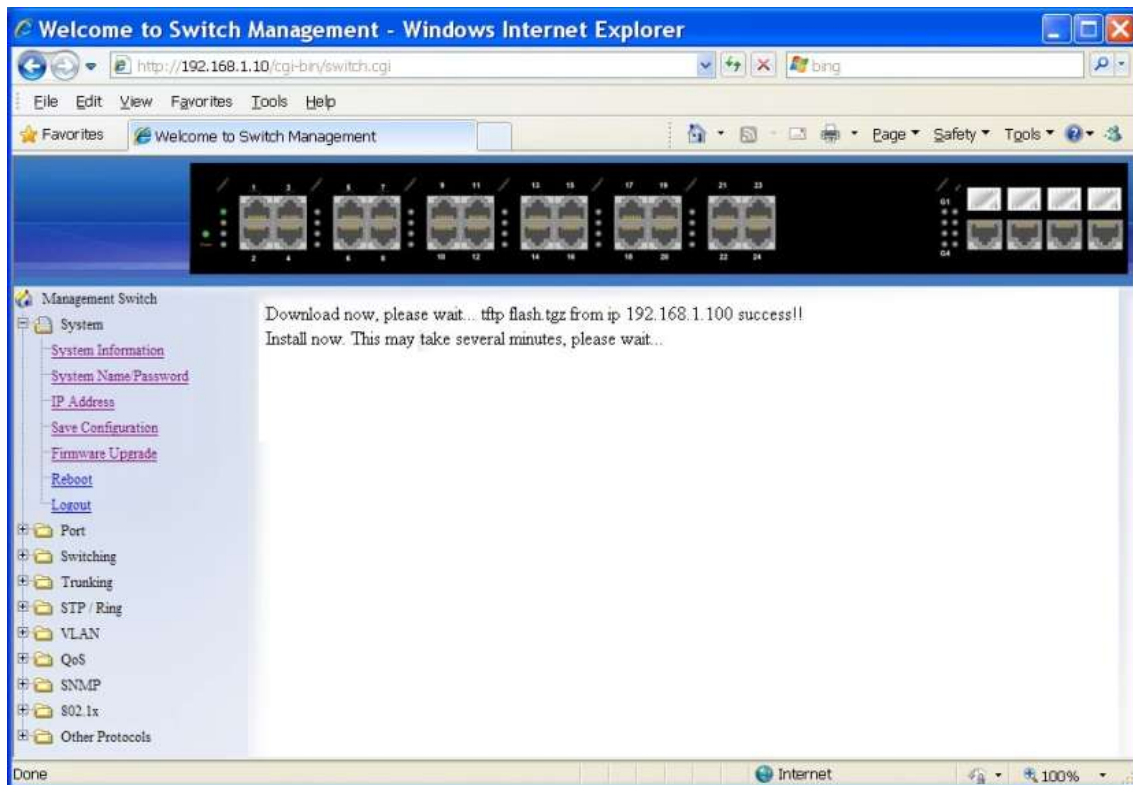 Welcome to Switch Management - Windows Internet Explorer
http://192.168.1.10/cgi-bin/switch.cgi
bing
File Edit View Favorites Tools Help
Favorites Welcome to Switch Management Page Safety Tools
1 3 5 7 9 11 13 15 17 19 21 23
G1
2 4 6 8 10 12 14 16 18 20 22 24
G4
Management Switch
System
System Information
System Name/Password
IP Address
Save Configuration
Firmware Upgrade
Reboot
Logout
Port
Switching
Trunking
STP / Ring
VLAN
QoS
SNMP
802.1x
Other Protocols
Download now, please wait... tftp flash.tgz from ip 192.168.1.100 success!!
Install now. This may take several minutes, please wait...
Done Internet 100%